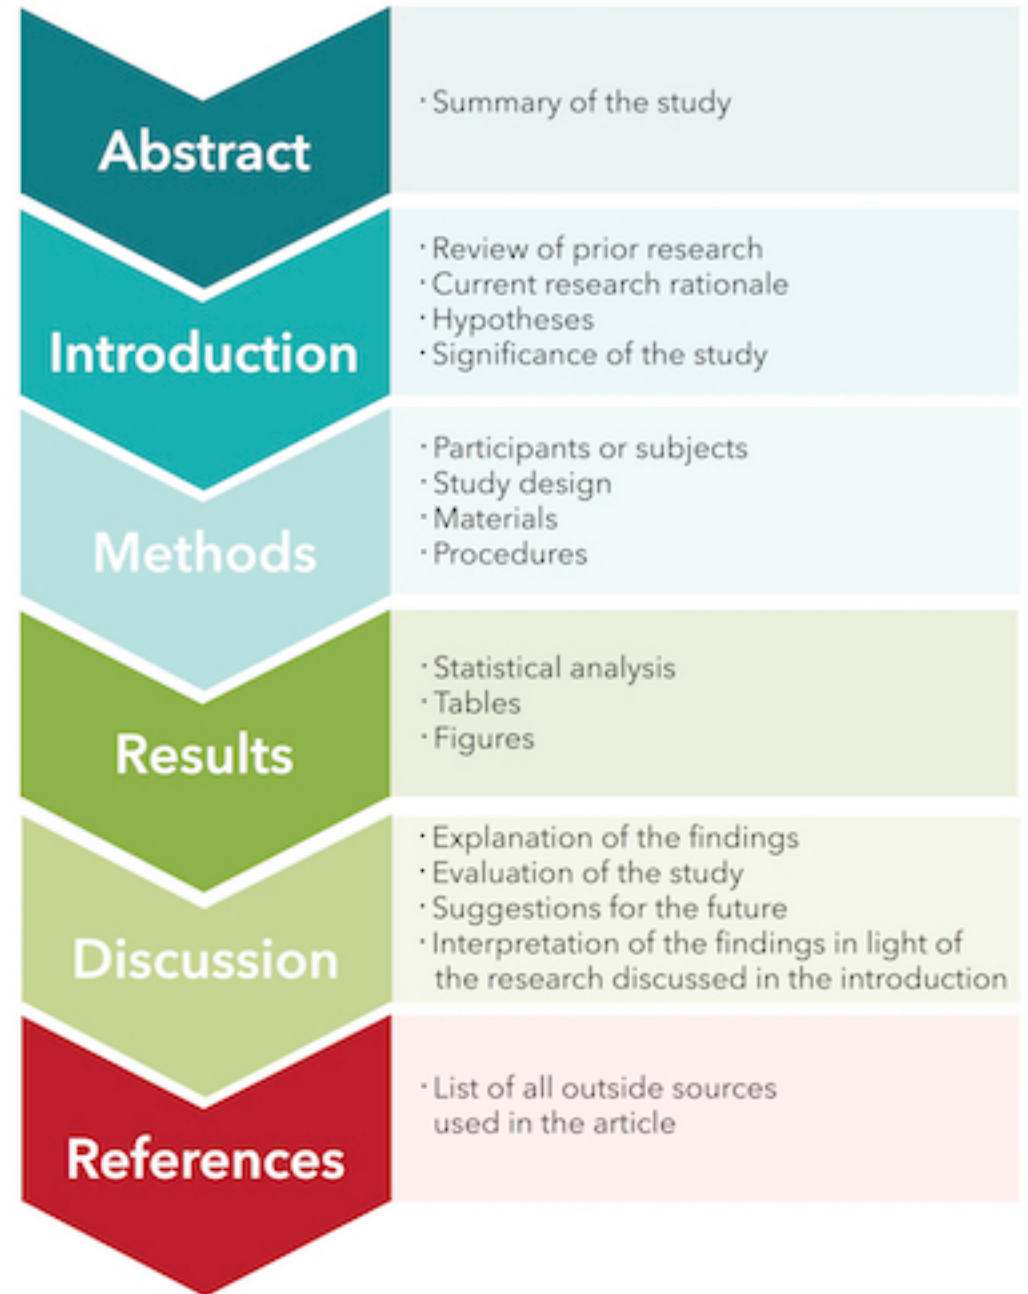 Abstract
· Summary of the study
Introduction
· Review of prior research
· Current research rationale
· Hypotheses
· Significance of the study
Methods
· Participants or subjects
· Study design
· Materials
· Procedures
Results
· Statistical analysis
· Tables
· Figures
Discussion
· Explanation of the findings
· Evaluation of the study
· Suggestions for the future
· Interpretation of the findings in light of
the research discussed in the introduction
References
· List of all outside sources
used in the article